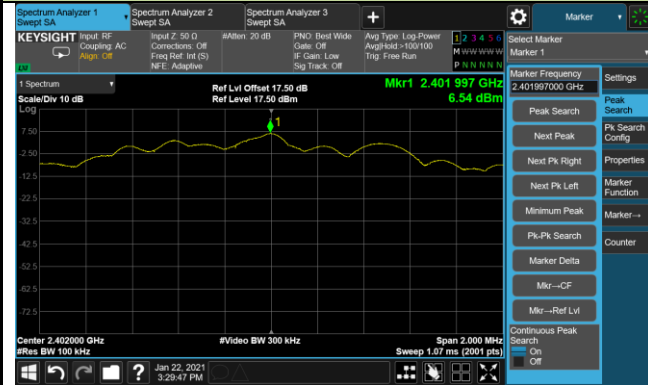 Spectrum Analyzer 1
Swept SA
Spectrum Analyzer 2
Swept SA
Spectrum Analyzer 3
Swept SA
+
Marker
KEYSIGHT
Input: RF
Coupling: AC
Align: Off
Input Z: 50 Ω
Corrections: Off
Freq Ref: Int (S)
NFE: Adaptive
#Atten: 20 dB
PNO: Best Wide
Gate: Off
IF Gain: Low
Sig Track: Off
Avg Type: Log-Power
Avg|Hold:>100/100
Trig: Free Run
1 2 3 4 5 6
M W W W W W
P N N N N N
Select Marker
Marker 1
1 Spectrum
Scale/Div 10 dB
Log
Ref Lvl Offset 17.50 dB
Ref Level 17.50 dBm
Mkr1 2.401 997 GHz
6.54 dBm
1
7.50
-2.50
-12.5
-22.5
-32.5
-42.5
-52.5
-62.5
-72.5
Center 2.402000 GHz
#Res BW 100 kHz
#Video BW 300 kHz
Span 2.000 MHz
Sweep 1.07 ms (2001 pts)
Marker Frequency
2.401997000 GHz
Peak Search
Next Peak
Next Pk Right
Next Pk Left
Minimum Peak
Pk-Pk Search
Marker Delta
Mkr→CF
Mkr→Ref Lvl
Continuous Peak
Search
On
Off
Settings
Peak
Search
Pk Search
Config
Properties
Marker
Function
Marker→
Counter
?
Jan 22, 2021
3:29:47 PM